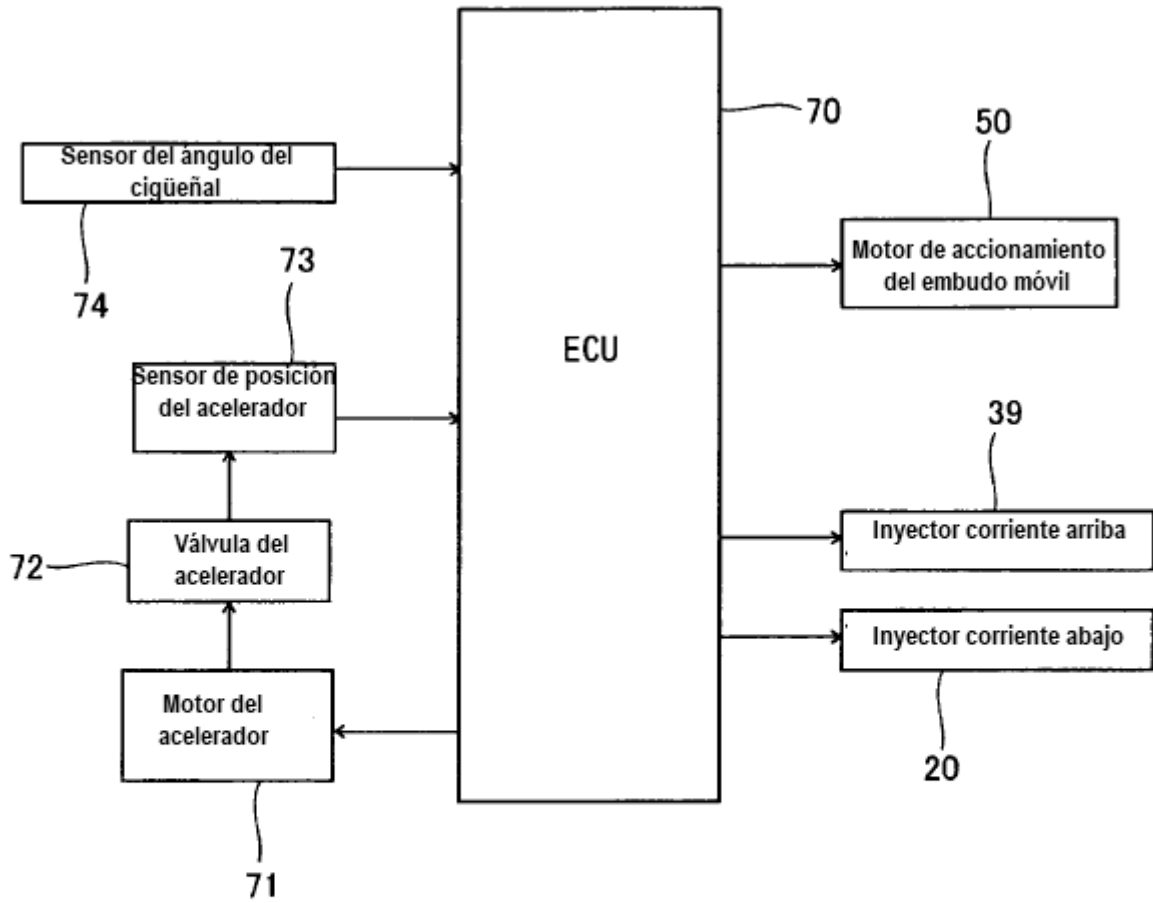 70
50
Sensor del ángulo del
cigüeñal
74
Motor de accionamiento
del embudo móvil
73
Sensor de posición
del acelerador
ECU
39
Inyector corriente arriba
72
Válvula del
acelerador
Inyector corriente abajo
20
Motor del
acelerador
71